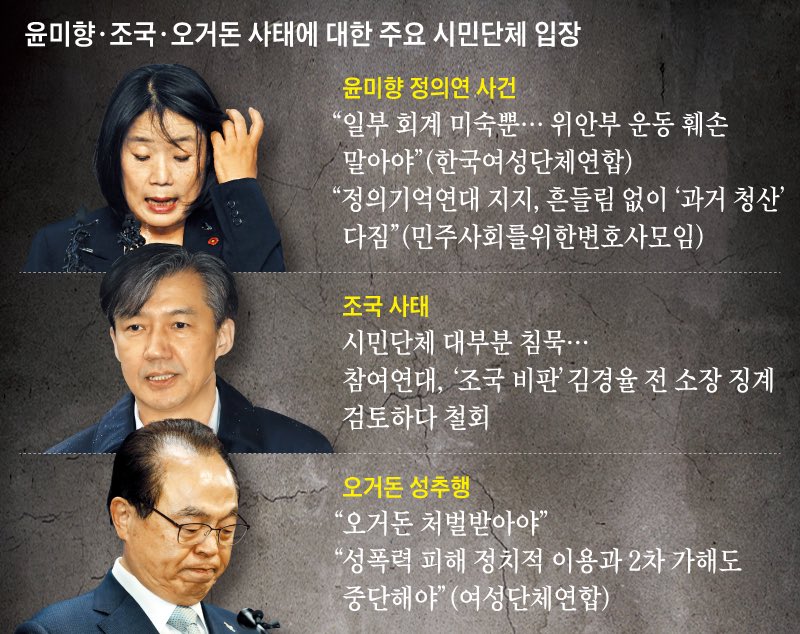 윤미향·조국·오거돈 사태에 대한 주요 시민단체 입장
윤미향 정의연 사건
“일부 회계 미숙뿐… 위안부 운동 훼손
말아야”(한국여성단체연합)
“정의기억연대 지지, 흔들림 없이 ‘과거 청산’
다짐”(민주사회를위한변호사모임)
조국 사태
시민단체 대부분 침묵…
참여연대, ‘조국 비판’ 김경율 전 소장 징계
검토하다 철회
오거돈 성추행
“오거돈 처벌받아야”
“성폭력 피해 정치적 이용과 2차 가해도
중단해야”(여성단체연합)